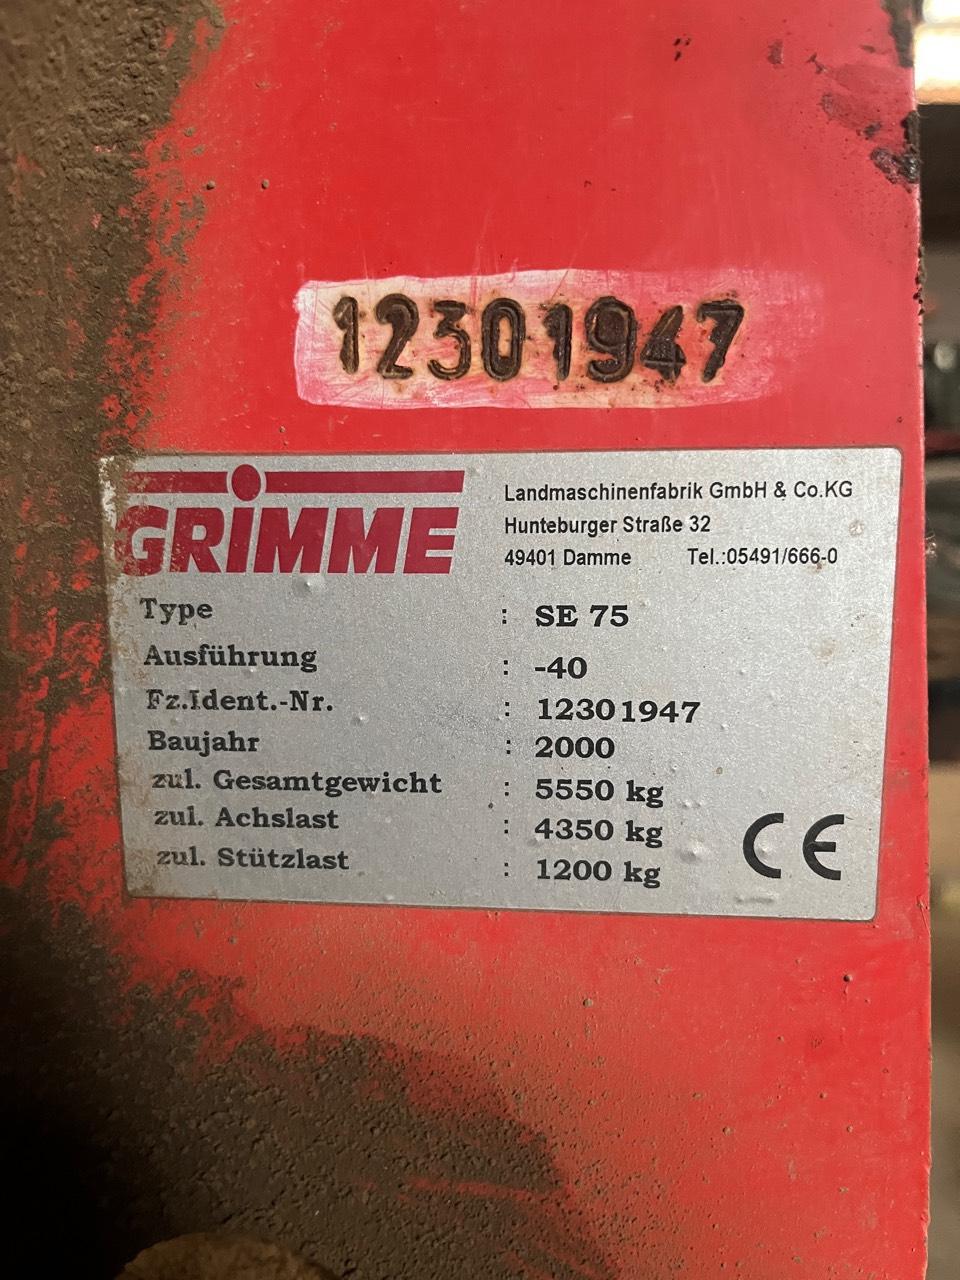 12301947
GRIMME
Landmaschinenfabrik GmbH & Co.KG
Hunteburger Straße 32
49401 Damme Tel.:05491/666-0
Type : SE 75
Ausführung : -40
Fz.Ident.-Nr. : 12301947
Baujahr : 2000
zul. Gesamtgewicht : 5550 kg
zul. Achslast : 4350 kg
zul. Stützlast : 1200 kg
CE